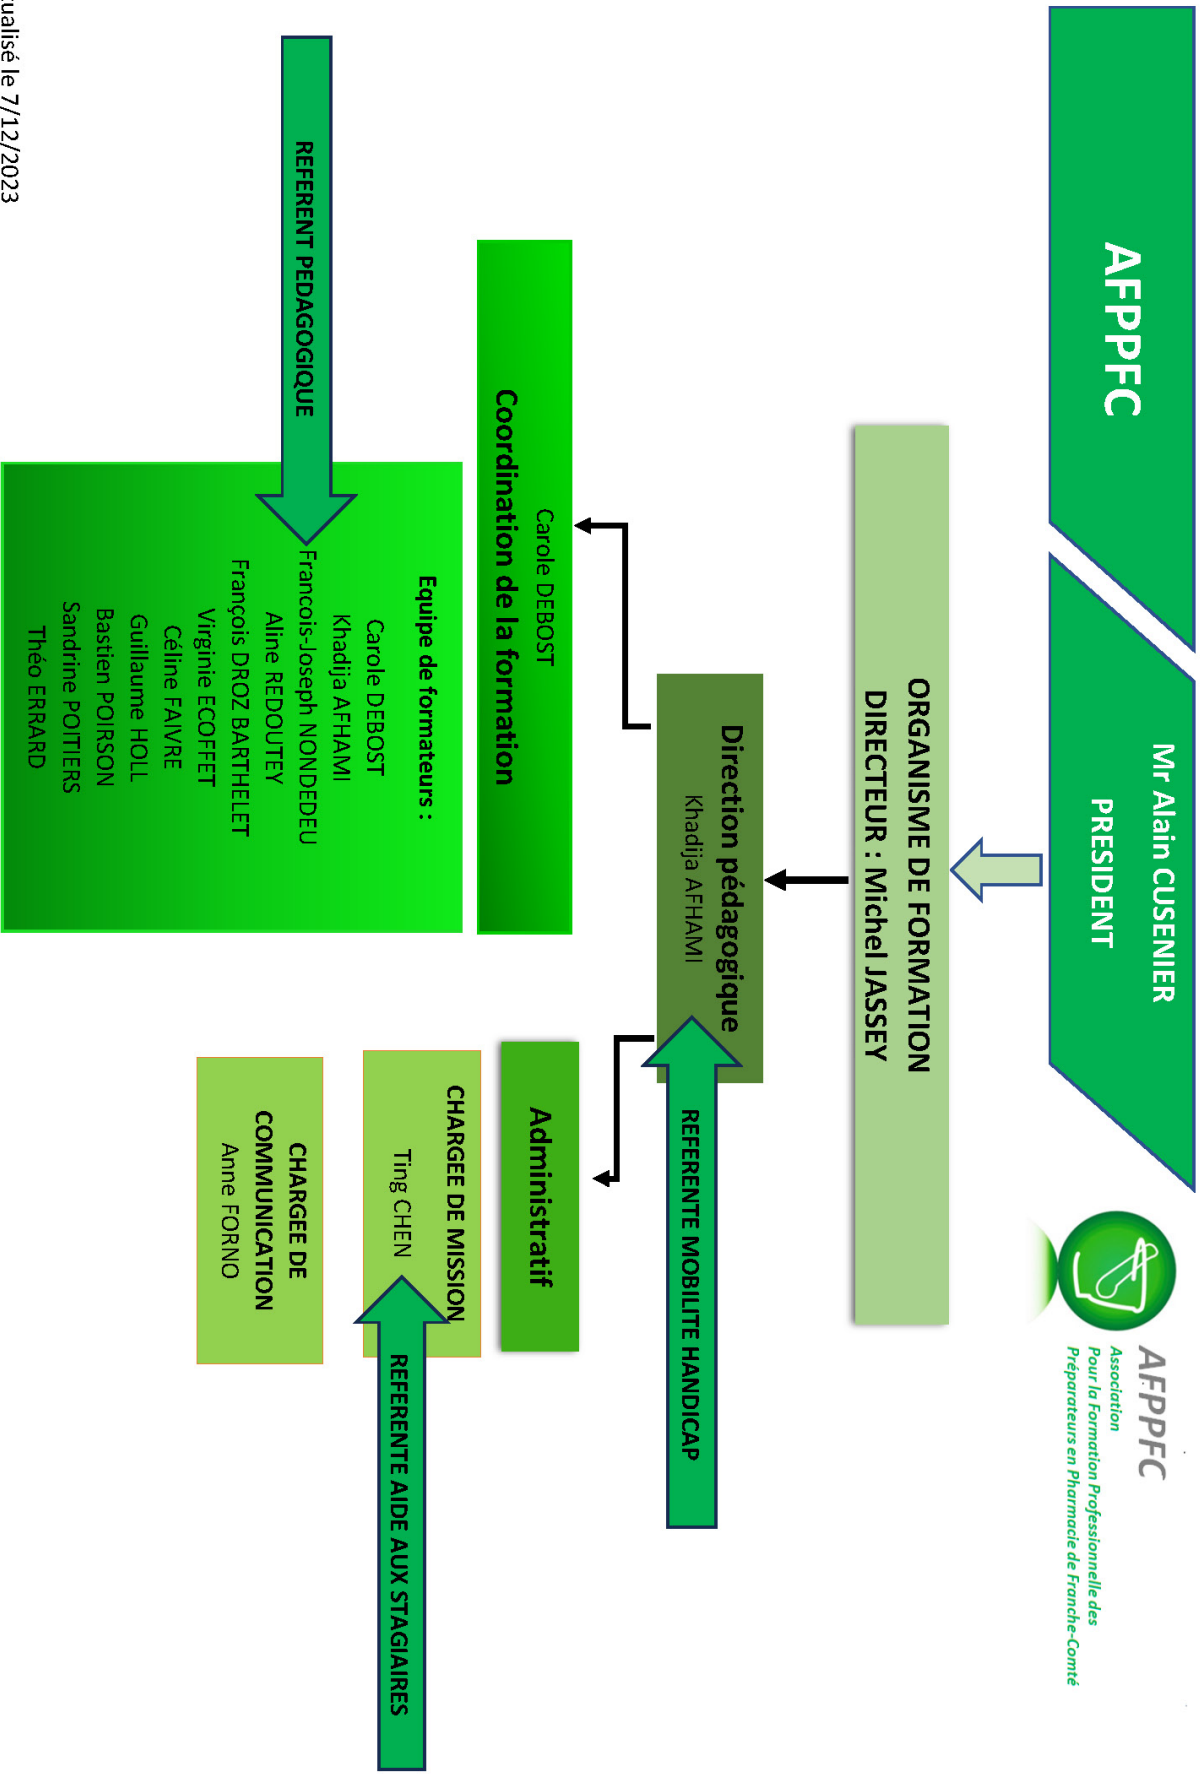 AFPPFC
Mr Alain CUSENIER
PRESIDENT
AFPPFC
Association
Pour la Formation Professionnelle des
Préparateurs en Pharmacie de Franche-Comté
ORGANISME DE FORMATION
DIRECTEUR : Michel JASSEY
Direction pédagogique
Khadija AFHAMI
REFERENTE MOBILITE HANDICAP
Carole DEBOST
Coordination de la formation
Administratif
REFERENT PEDAGOGIQUE
Equipe de formateurs :
Carole DEBOST
Khadija AFHAMI
Francois-Joseph NONDEDEU
Aline REDOUTEY
François DROZ BARTHELET
Virginie ECOFFET
Céline FAIVRE
Guillaume HOLL
Bastien POIRSON
Sandrine POITIERS
Théo ERRARD
CHARGEE DE MISSION
Ting CHEN
REFERENTE AIDE AUX STAGIAIRES
CHARGEE DE
COMMUNICATION
Anne FORNO
tualisé le 7/12/2023